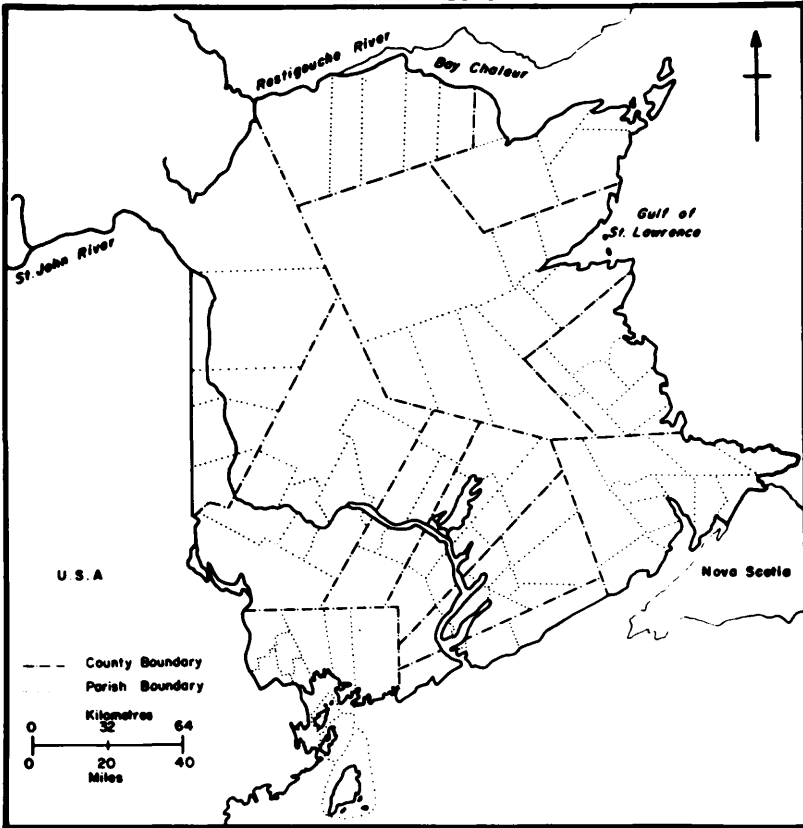 Restigouche River
Bay Chaleur
Gulf of
St. Lawrence
St. John River
U.S.A
Nova Scotia
County Boundary
Parish Boundary
Kilometres
0 32 64
0 20 40
Miles